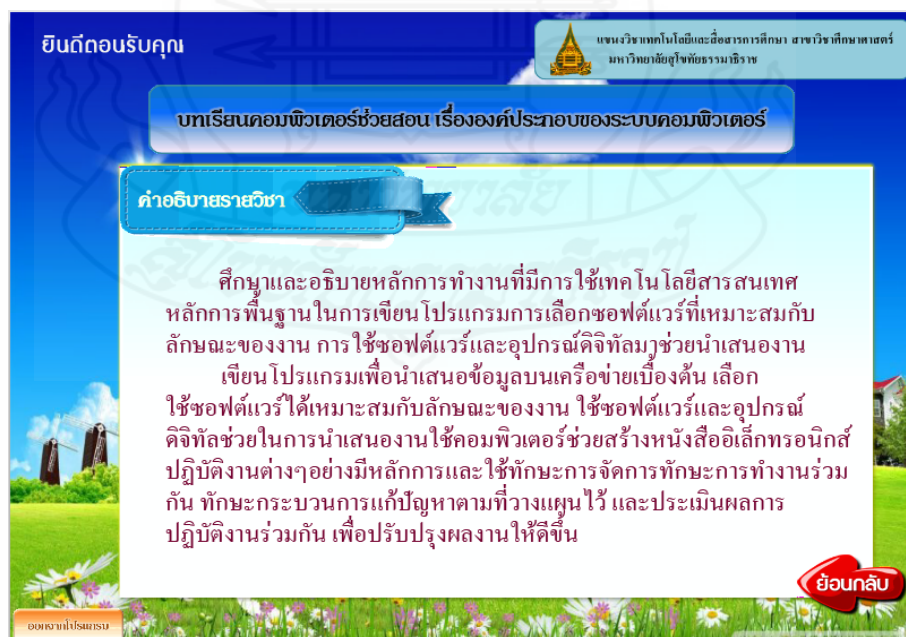 ยินดีตอนรับคุณ
แขนงวิชาเทคโนโลยีและสื่อสารการศึกษา สาขาวิชาศึกษาศาสตร์
มหาวิทยาลัยสุโขทัยธรรมาธิราช
บทเรียนคอมพิวเตอร์ช่วยสอน เรื่ององค์ประกอบของระบบคอมพิวเตอร์
คำอธิบายรายวิชา
ศึกษาและอธิบายหลักการทำงานที่มีการใช้เทคโนโลยีสารสนเทศ
หลักการพื้นฐานในการเขียนโปรแกรมการเลือกซอฟต์แวร์ที่เหมาะสมกับ
ลักษณะของงาน การใช้ซอฟต์แวร์และอุปกรณ์ดิจิทัลมาช่วยนำเสนองาน
เขียนโปรแกรมเพื่อนำเสนอข้อมูลบนเครือข่ายเบื้องต้น เลือก
ใช้ซอฟต์แวร์ได้เหมาะสมกับลักษณะของงาน ใช้ซอฟต์แวร์และอุปกรณ์
ดิจิทัลช่วยในการนำเสนองานใช้คอมพิวเตอร์ช่วยสร้างหนังสืออิเล็กทรอนิกส์
ปฏิบัติงานต่างๆอย่างมีหลักการและใช้ทักษะการจัดการทักษะการทำงานร่วม
กัน ทักษะกระบวนการแก้ปัญหาตามที่วางแผนไว้ และประเมินผลการ
ปฏิบัติงานร่วมกัน เพื่อปรับปรุงผลงานให้ดีขึ้น
ย้อนกลับ
ออกจากโปรแกรม